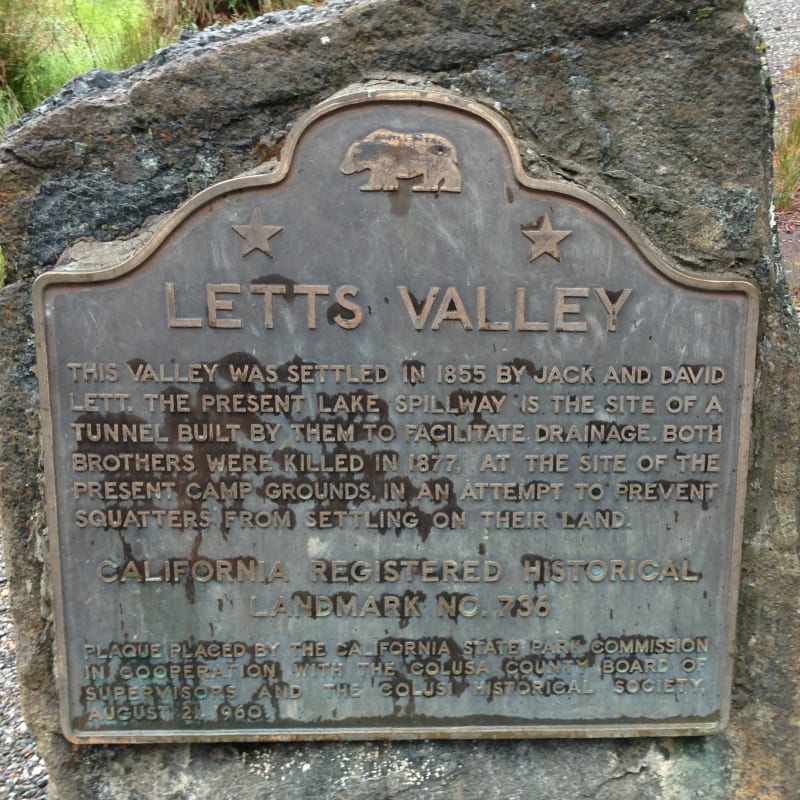 LETTS VALLEY
THIS VALLEY WAS SETTLED IN 1855 BY JACK AND DAVID
LETT. THE PRESENT LAKE SPILLWAY IS THE SITE OF A
TUNNEL BUILT BY THEM TO FACILITATE DRAINAGE. BOTH
BROTHERS WERE KILLED IN 1877, AT THE SITE OF THE
PRESENT CAMP GROUNDS, IN AN ATTEMPT TO PREVENT
SQUATTERS FROM SETTLING ON THEIR LAND.
CALIFORNIA REGISTERED HISTORICAL
LANDMARK NO. 736
PLAQUE PLACED BY THE CALIFORNIA STATE PARK COMMISSION
IN COOPERATION WITH THE COLUSA COUNTY BOARD OF
SUPERVISORS AND THE COLUSI HISTORICAL SOCIETY,
AUGUST 21, 1960.